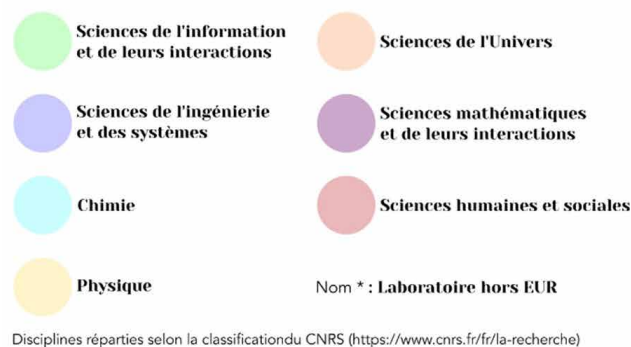 Sciences de l'information
et de leurs interactions
Sciences de l'Univers
Sciences de l'ingénierie
et des systèmes
Sciences mathématiques
et de leurs interactions
Chimie
Sciences humaines et sociales
Physique
Nom * : Laboratoire hors EUR
Disciplines réparties selon la classificationdu CNRS (https://www.cnrs.fr/fr/la-recherche)